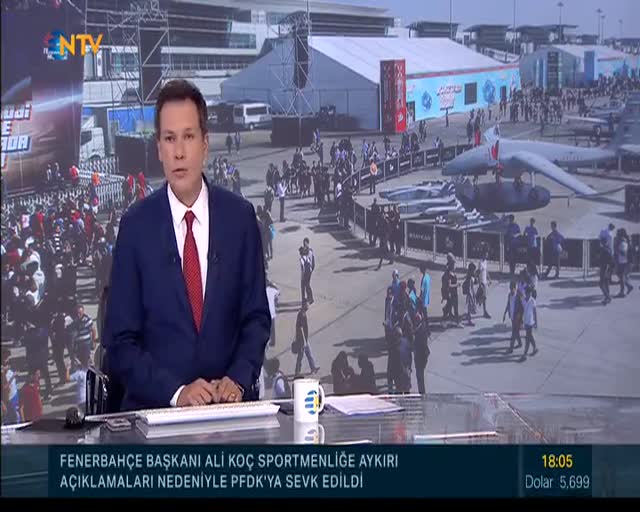 NTV
FENERBAHÇE BAŞKANI ALİ KOÇ SPORTMENLİĞE AYKIRI
AÇIKLAMALARI NEDENİYLE PFDK'YA SEVK EDİLDİ
18:05
Dolar 5,699